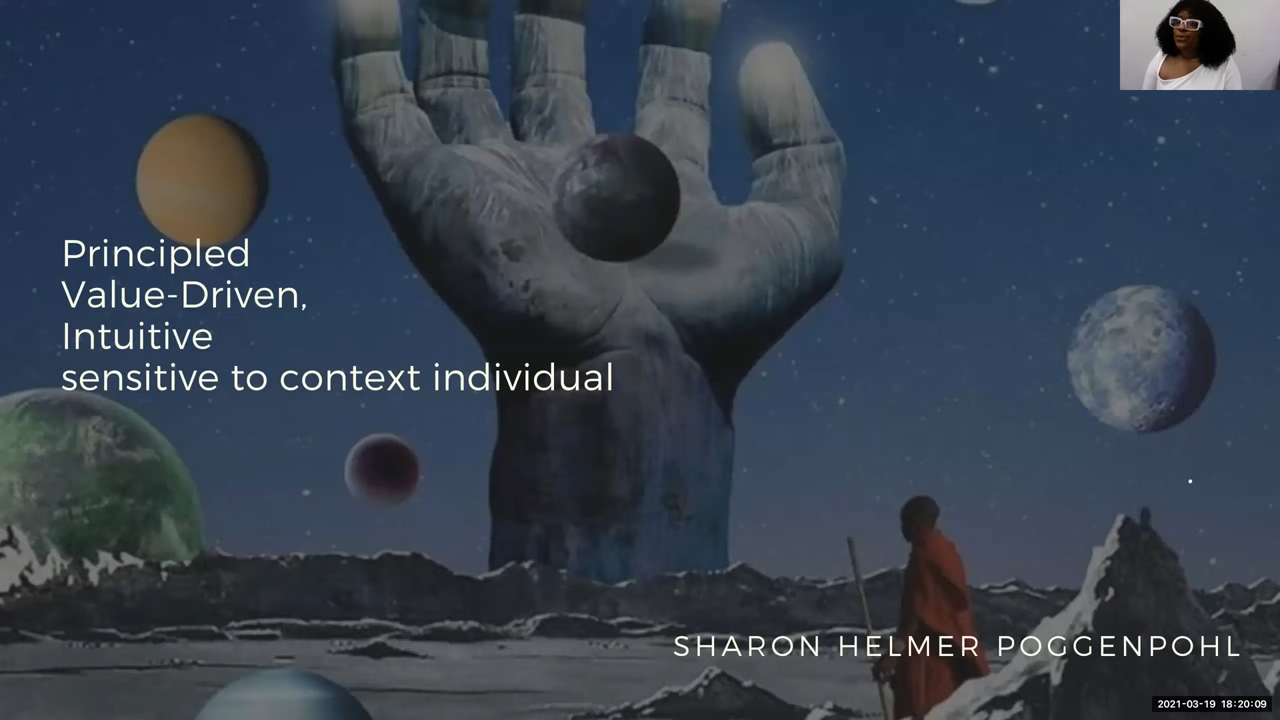 Principled
Value-Driven,
Intuitive
sensitive to context individual
SHARON HELMER POGGENPOHL
2021-03-19 18:20:09